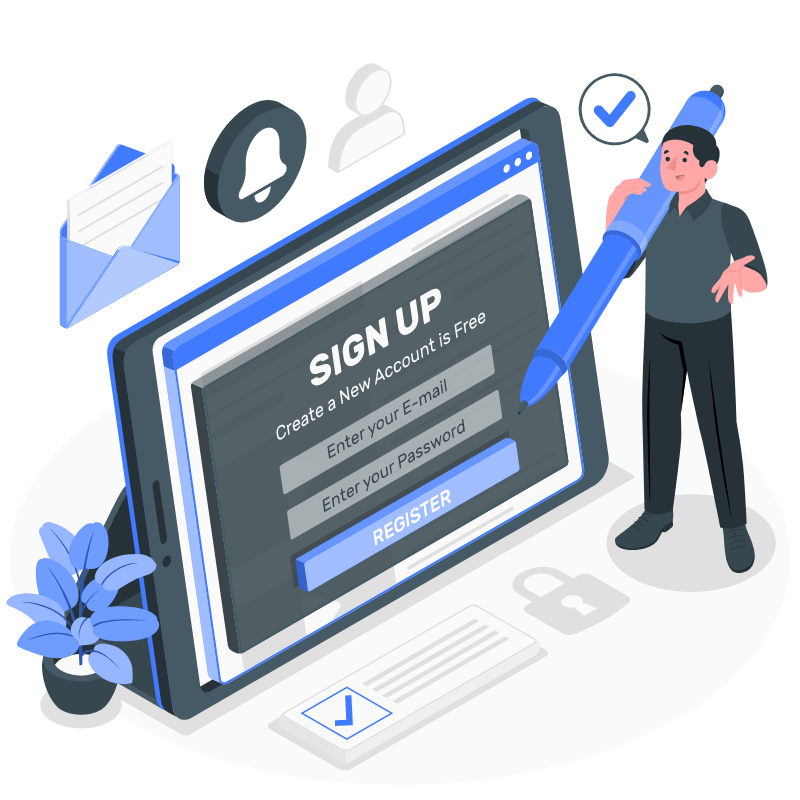 SIGN UP
Create a New Account is Free
Enter your E-mail
Enter your Password
REGISTER